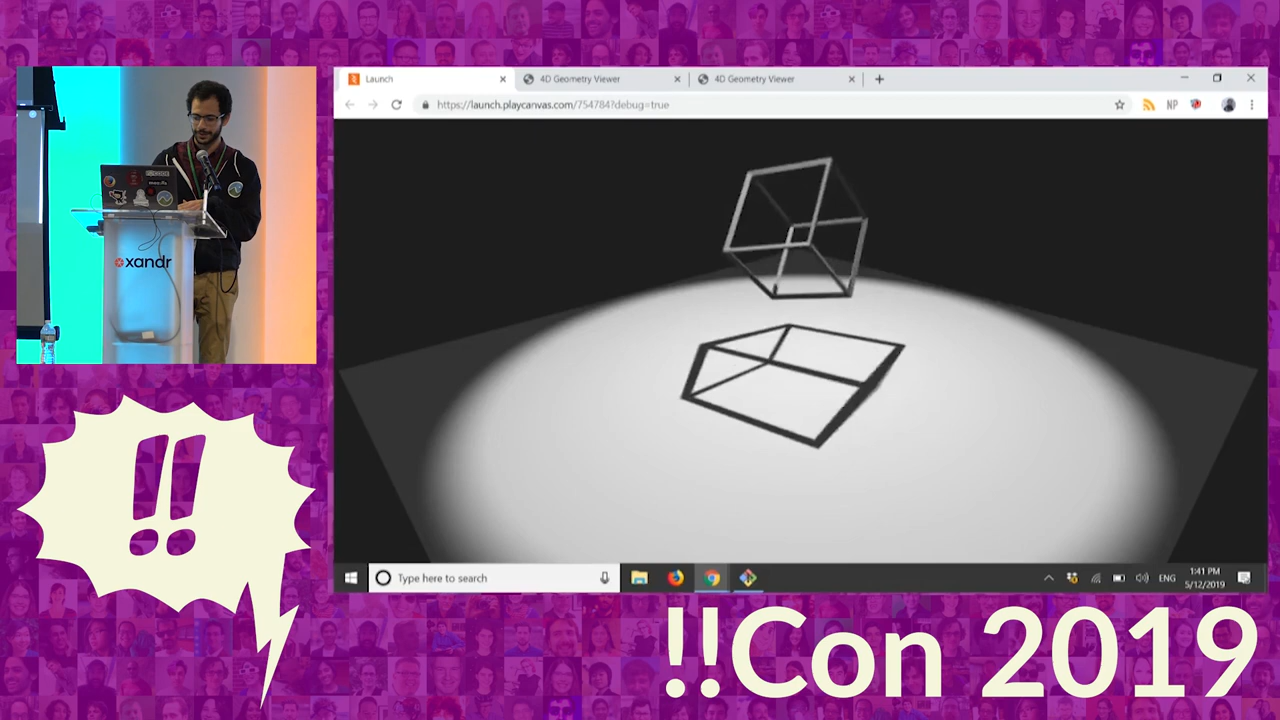 Launch
4D Geometry Viewer
4D Geometry Viewer
https://launch.playcanvas.com/754784?debug=true
NP
xandr
!!
Type here to search
ENG
1:41 PM
5/12/2019
!!Con 2019